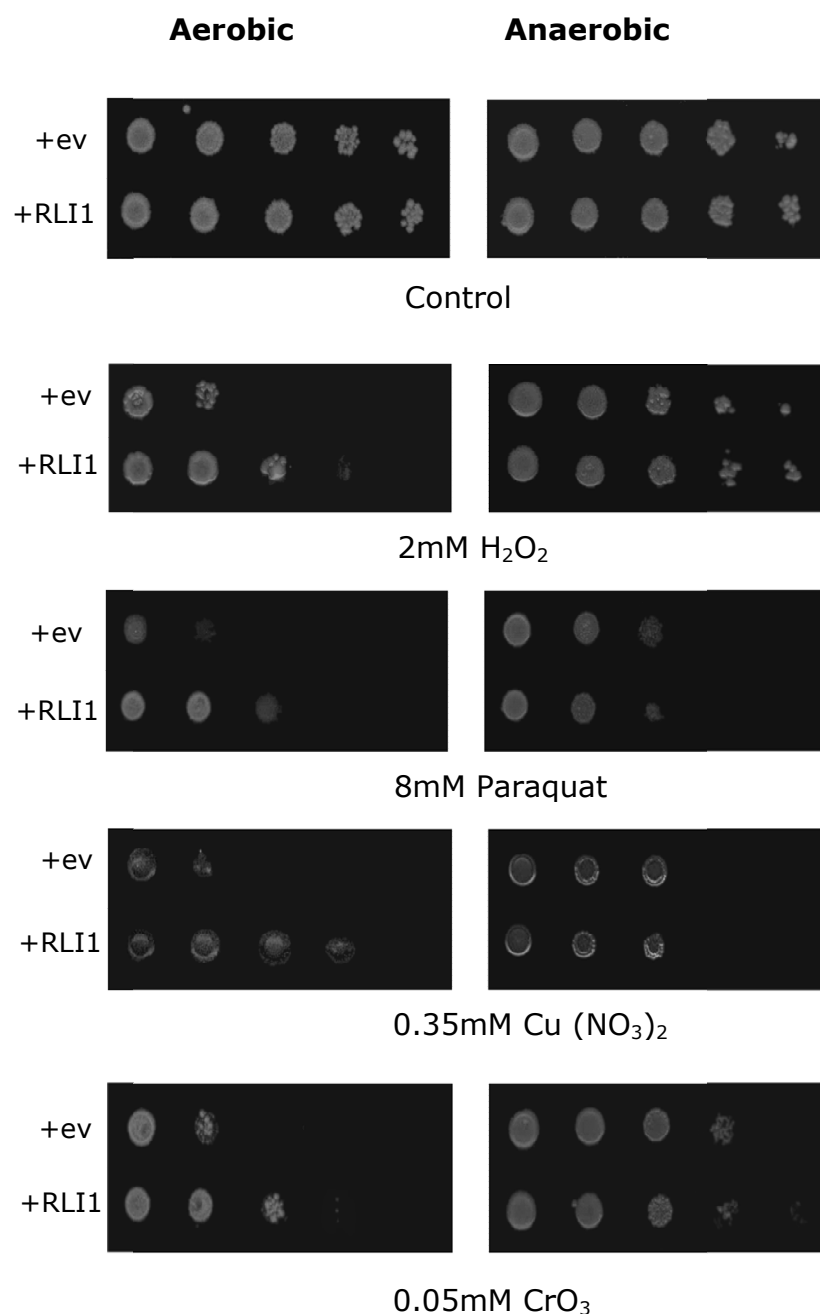 Aerobic Anaerobic
+ev
+RLI1
Control
+ev
+RLI1
2mM H₂O₂
+ev
+RLI1
8mM Paraquat
+ev
+RLI1
0.35mM Cu (NO₃)₂
+ev
+RLI1
0.05mM CrO₃